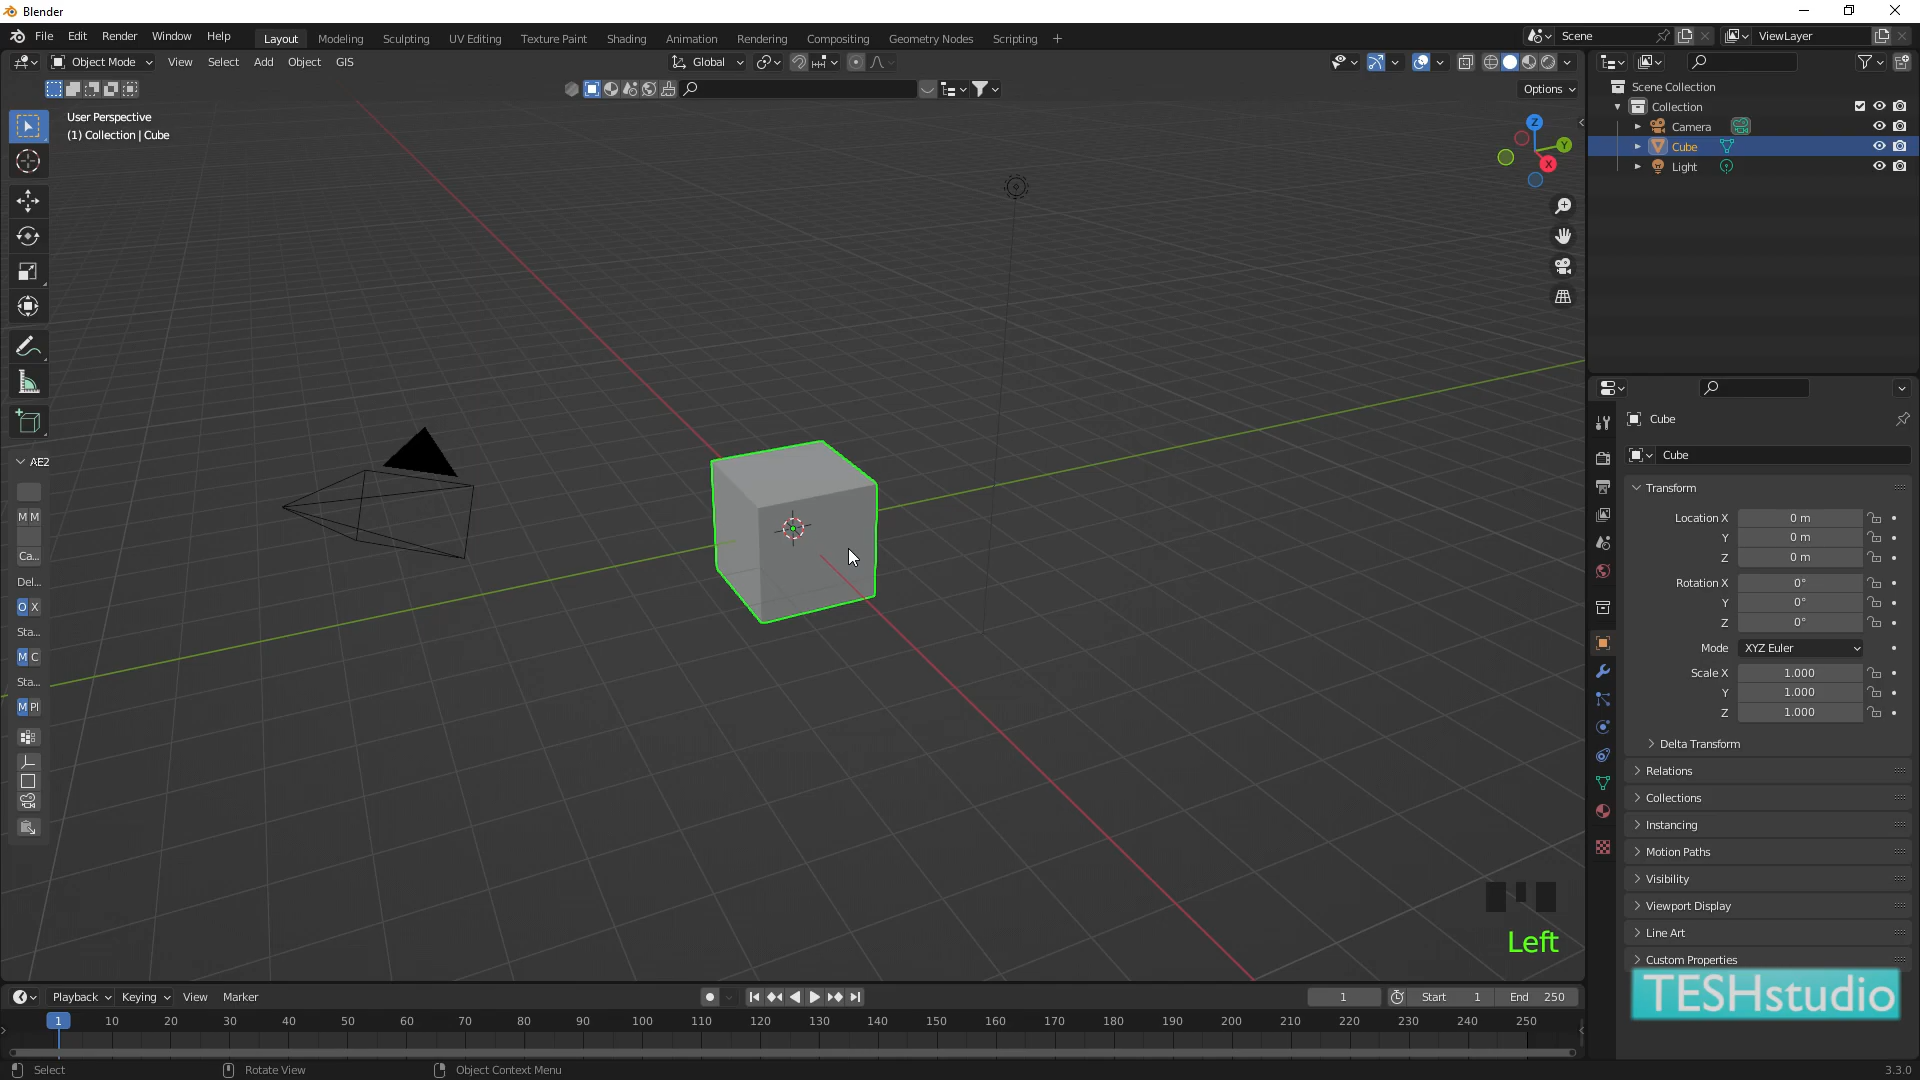 Blender
File Edit Render Window Help
Layout Modeling Sculpting UV Editing Texture Paint Shading Animation Rendering Compositing Geometry Nodes Scripting +
Scene
ViewLayer
Object Mode View Select Add Object GIS
Global
Options
User Perspective
(1) Collection | Cube
Z
Y
X
AE2
M M
Ca...
Del...
O X
Sta...
M C
Sta...
M Pl
Left
Scene Collection
Collection
Camera
Cube
Light
Cube
Cube
Transform
Location X 0 m
Y 0 m
Z 0 m
Rotation X 0°
Y 0°
Z 0°
Mode XYZ Euler
Scale X 1.000
Y 1.000
Z 1.000
Delta Transform
Relations
Collections
Instancing
Motion Paths
Visibility
Viewport Display
Line Art
Custom Properties
TESHstudio
Playback Keying View Marker
1 Start 1 End 250
1 10 20 30 40 50 60 70 80 90 100 110 120 130 140 150 160 170 180 190 200 210 220 230 240 250
Select Rotate View Object Context Menu
3.3.0